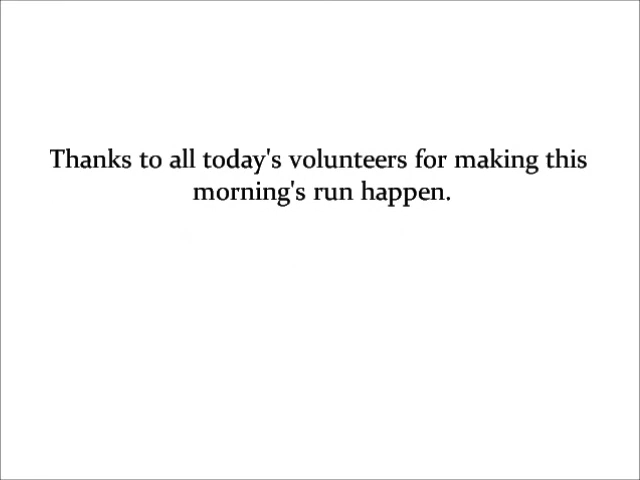 Thanks to all today's volunteers for making this
morning's run happen.